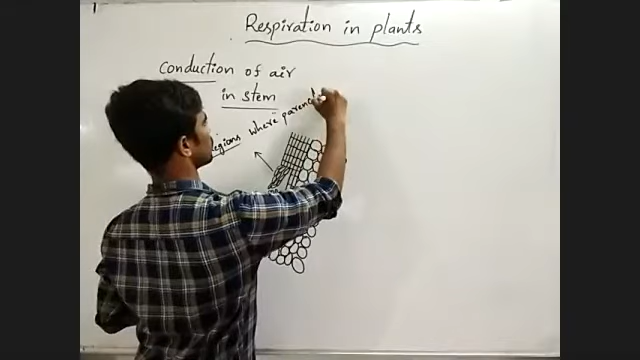 Respiration in plants
conduction of air
in stem
regions where parench